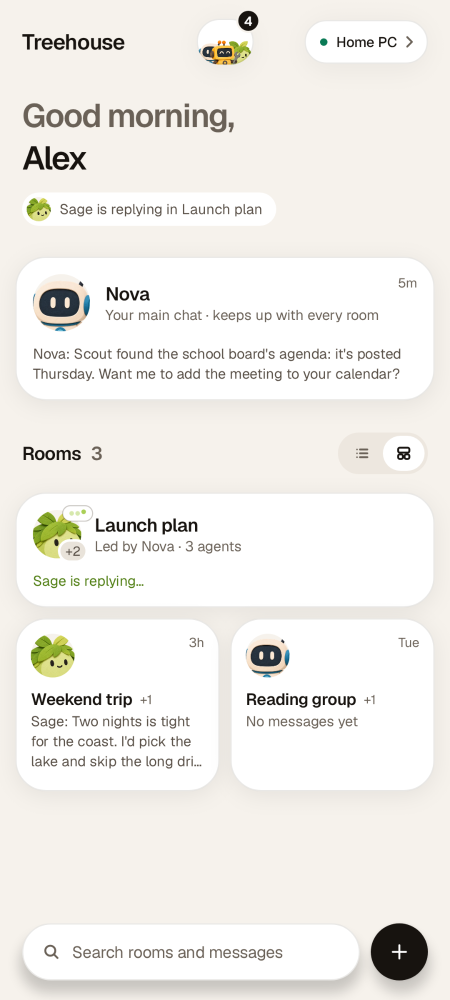 4
Treehouse
Home PC
Good morning,
Alex
Sage is replying in Launch plan
5m
Nova
Your main chat · keeps up with every room
Nova: Scout found the school board's agenda: it's posted
Thursday. Want me to add the meeting to your calendar?
Rooms 3
Launch plan
+2
Led by Nova · 3 agents
Sage is replying...
3h
Weekend trip +1
Sage: Two nights is tight
for the coast. I'd pick the
lake and skip the long dri...
Tue
Reading group +1
No messages yet
Search rooms and messages